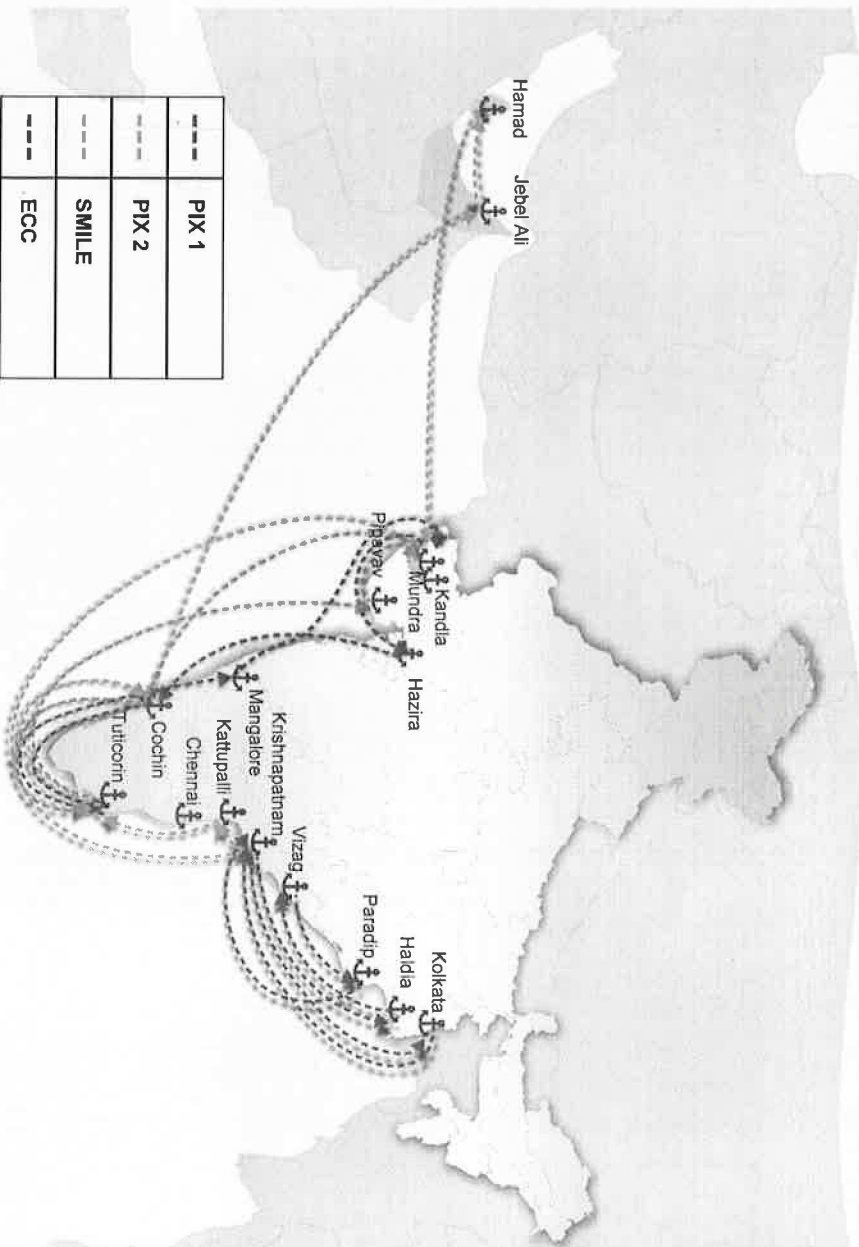 Hamad
Jebel Ali
Kandla
Mundra
Pipavav
Hazira
Mangalore
Cochin
Tuticorin
Chennai
Kattupalli
Krishnapatnam
Vizag
Paradip
Haldia
Kolkata
PIX 1
PIX 2
SMILE
ECC